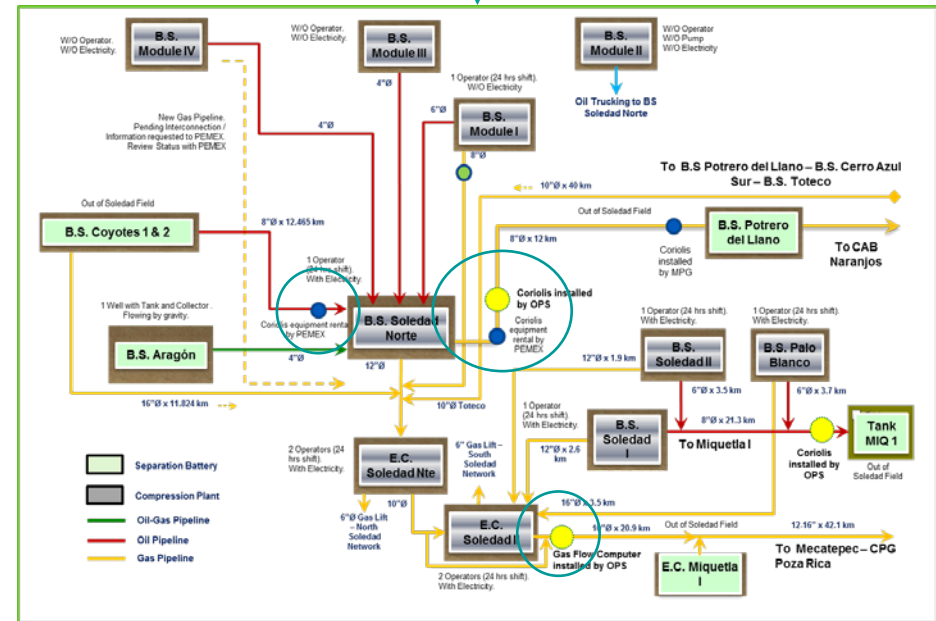 W/O Operator.
W/O Electricity.
B.S.
Module IV
W/O Operator.
W/O Electricity.
B.S.
Module III
B.S.
Module II
W/O Operator
W/O Pump
W/O Electricity
Oil Trucking to BS
Soledad Norte
1 Operator (24 hrs shift).
W/O Electricity
B.S.
Module I
4"Ø
6"Ø
4"Ø
8"Ø
New Gas Pipeline.
Pending Interconnection /
Information requested to PEMEX.
Review Status with PEMEX
To B.S Potrero del Llano – B.S. Cerro Azul
Sur – B.S. Toteco
10"Ø x 40 km
Out of Soledad Field
B.S. Coyotes 1 & 2
8"Ø x 12.465 km
Out of Soledad Field
8"Ø x 12 km
Coriolis
installed
by MPG
B.S. Potrero
del Llano
To CAB
Naranjos
1 Operator
(24 hrs shift).
With Electricity.
Coriolis equipment rental
by PEMEX
B.S. Soledad
Norte
Coriolis installed
by OPS
Coriolis
equipment
rental by
PEMEX
1 Well with Tank and Collector .
Flowing by gravity.
B.S. Aragón
4"Ø
12"Ø
16"Ø x 11.824 km
10"Ø Toteco
1 Operator (24 hrs shift).
With Electricity.
B.S.
Soledad II
12"Ø x 1.9 km
6"Ø x 3.5 km
1 Operator (24 hrs shift).
With Electricity.
B.S. Palo
Blanco
6"Ø x 3.7 km
8"Ø x 21.3 km
To Miquetla I
Coriolis
installed by
OPS
Tank
MIQ 1
Out of
Soledad Field
1 Operator
(24 hrs shift).
With Electricity.
B.S.
Soledad
I
12"Ø x 2.6
km
16"Ø x 3.5 km
2 Operators (24
hrs shift).
With Electricity.
E.C.
Soledad Nte
10"Ø
6"Ø Gas Lift
– North
Soledad
Network
6" Gas Lift –
South
Soledad
Network
E.C.
Soledad
2 Operators (24 hrs shift).
With Electricity.
Gas Flow Computer
installed by OPS
Ø x 20.9 km
Out of Soledad Field
12.16" x 42.1 km
To Mecatepec – CPG
Poza Rica
E.C. Miquetla
I
Separation Battery
Compression Plant
Oil-Gas Pipeline
Oil Pipeline
Gas Pipeline